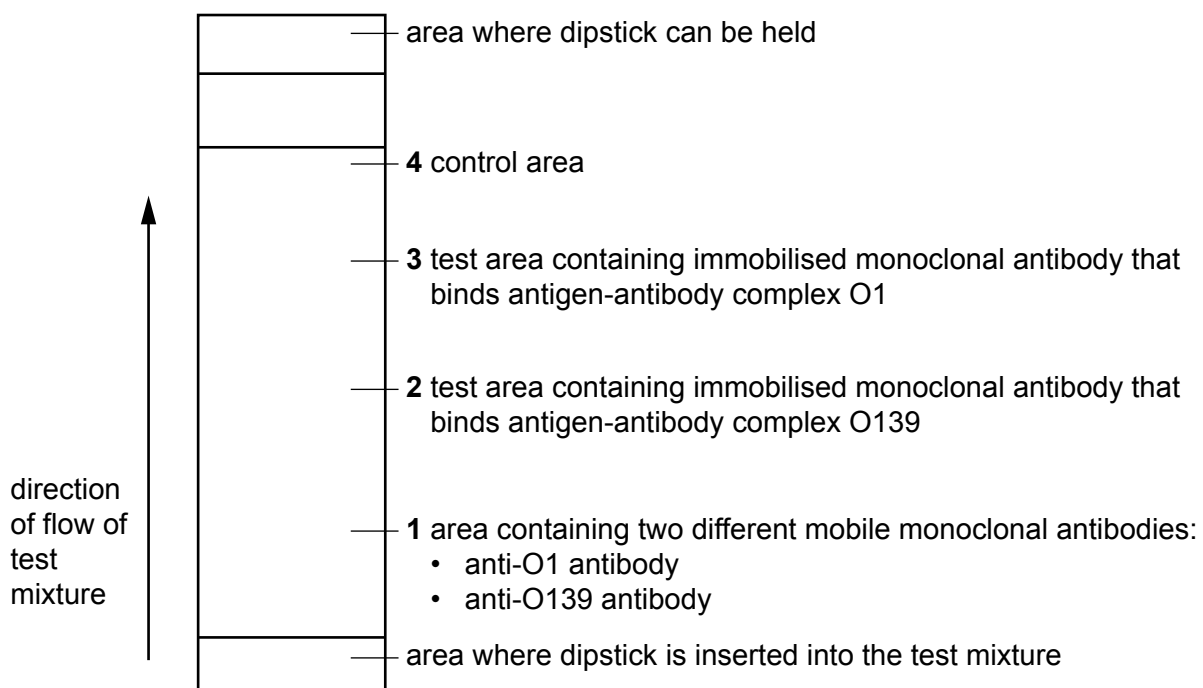 area where dipstick can be held
4 control area
3 test area containing immobilised monoclonal antibody that
binds antigen-antibody complex O1
2 test area containing immobilised monoclonal antibody that
binds antigen-antibody complex O139
direction
of flow of
test
mixture
1 area containing two different mobile monoclonal antibodies:
• anti-O1 antibody
• anti-O139 antibody
area where dipstick is inserted into the test mixture